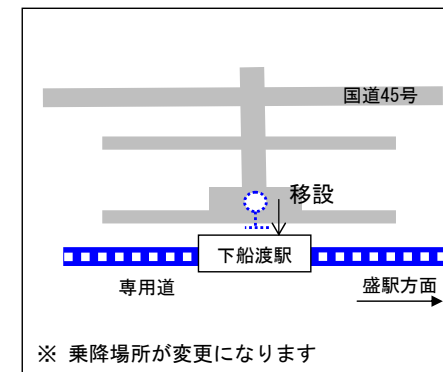 国道45号
移設
下船渡駅
専用道
盛駅方面
※ 乗降場所が変更になります